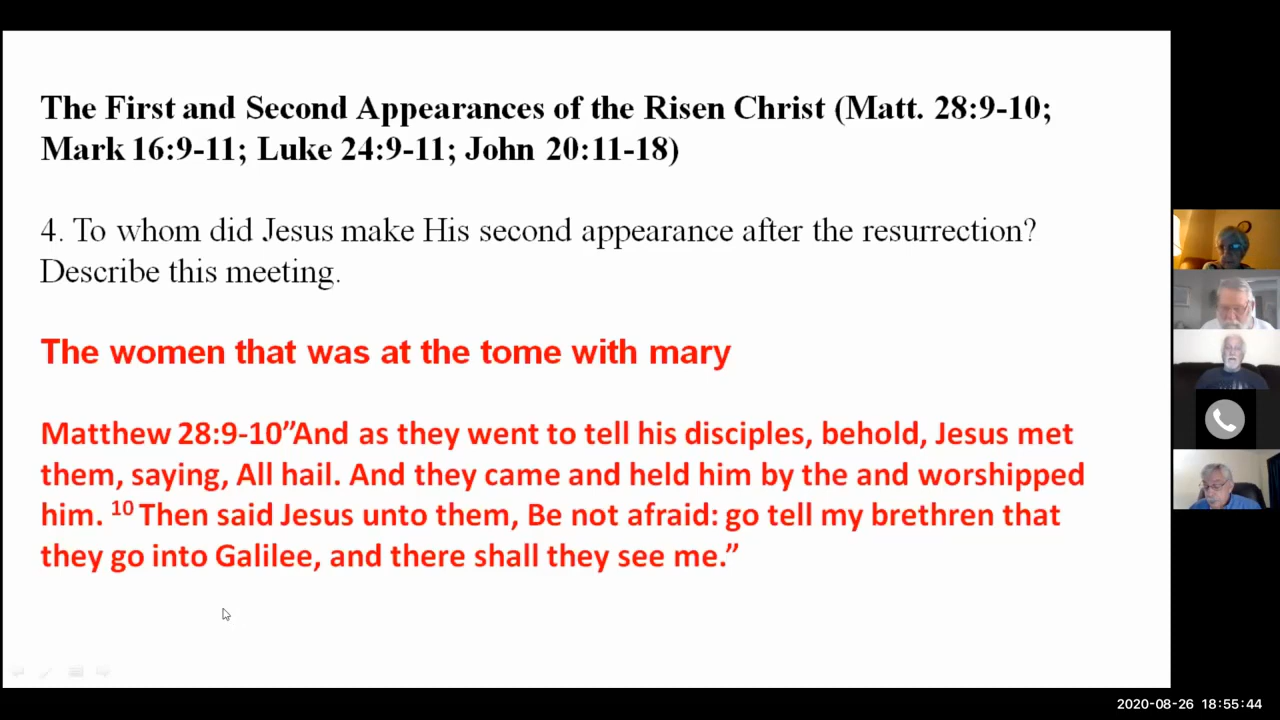 The First and Second Appearances of the Risen Christ (Matt. 28:9-10;
Mark 16:9-11; Luke 24:9-11; John 20:11-18)
4. To whom did Jesus make His second appearance after the resurrection?
Describe this meeting.
The women that was at the tome with mary
Matthew 28:9-10”And as they went to tell his disciples, behold, Jesus met
them, saying, All hail. And they came and held him by the and worshipped
him. ¹⁰ Then said Jesus unto them, Be not afraid: go tell my brethren that
they go into Galilee, and there shall they see me.”
2020-08-26 18:55:44